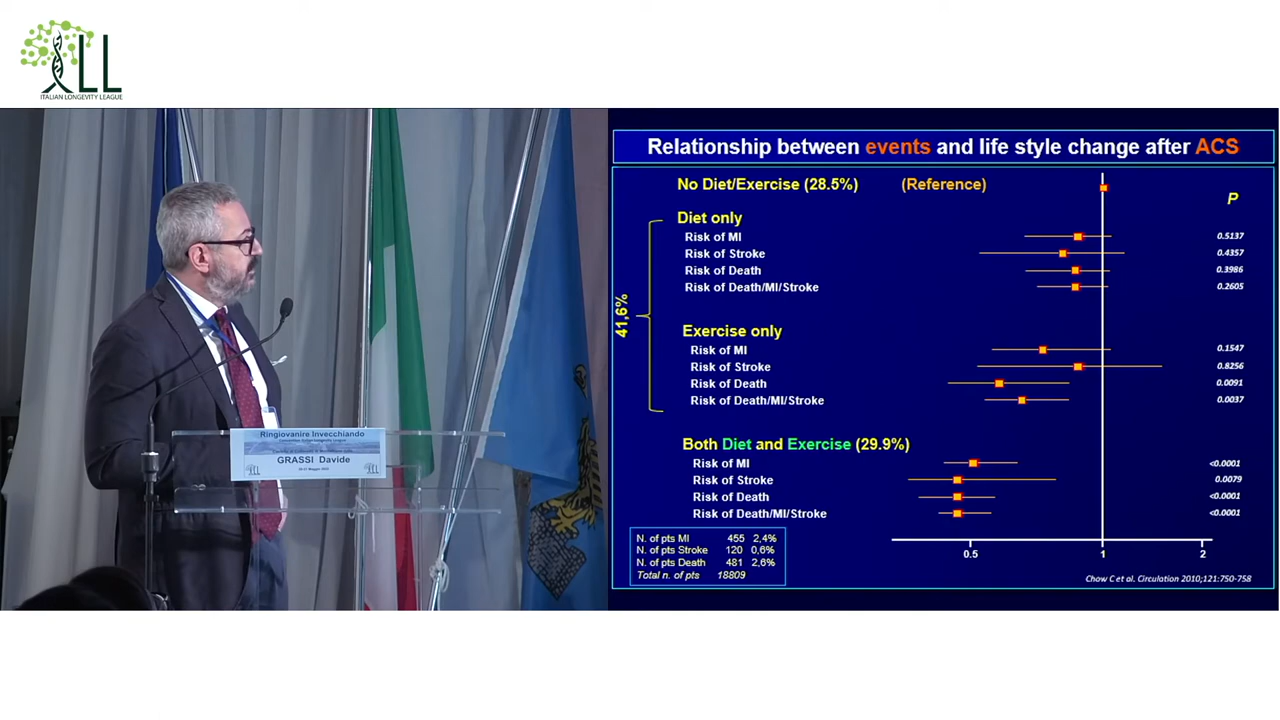 LL
ITALIAN LONGEVITY LEAGUE
Ringiovanire Invecchiando
GRASSI Davide
Relationship between events and life style change after ACS
No Diet/Exercise (28.5%) (Reference)
P
Diet only
Risk of MI 0.5137
Risk of Stroke 0.4357
Risk of Death 0.3986
Risk of Death/MI/Stroke 0.2605
41,6%
Exercise only
Risk of MI 0.1547
Risk of Stroke 0.8256
Risk of Death 0.0091
Risk of Death/MI/Stroke 0.0037
Both Diet and Exercise (29.9%)
Risk of MI <0.0001
Risk of Stroke 0.0079
Risk of Death <0.0001
Risk of Death/MI/Stroke <0.0001
0.5 1 2
N. of pts MI 455 2,4%
N. of pts Stroke 120 0,6%
N. of pts Death 481 2,6%
Total n. of pts 18809
Chow C et al. Circulation 2010;121:750-758